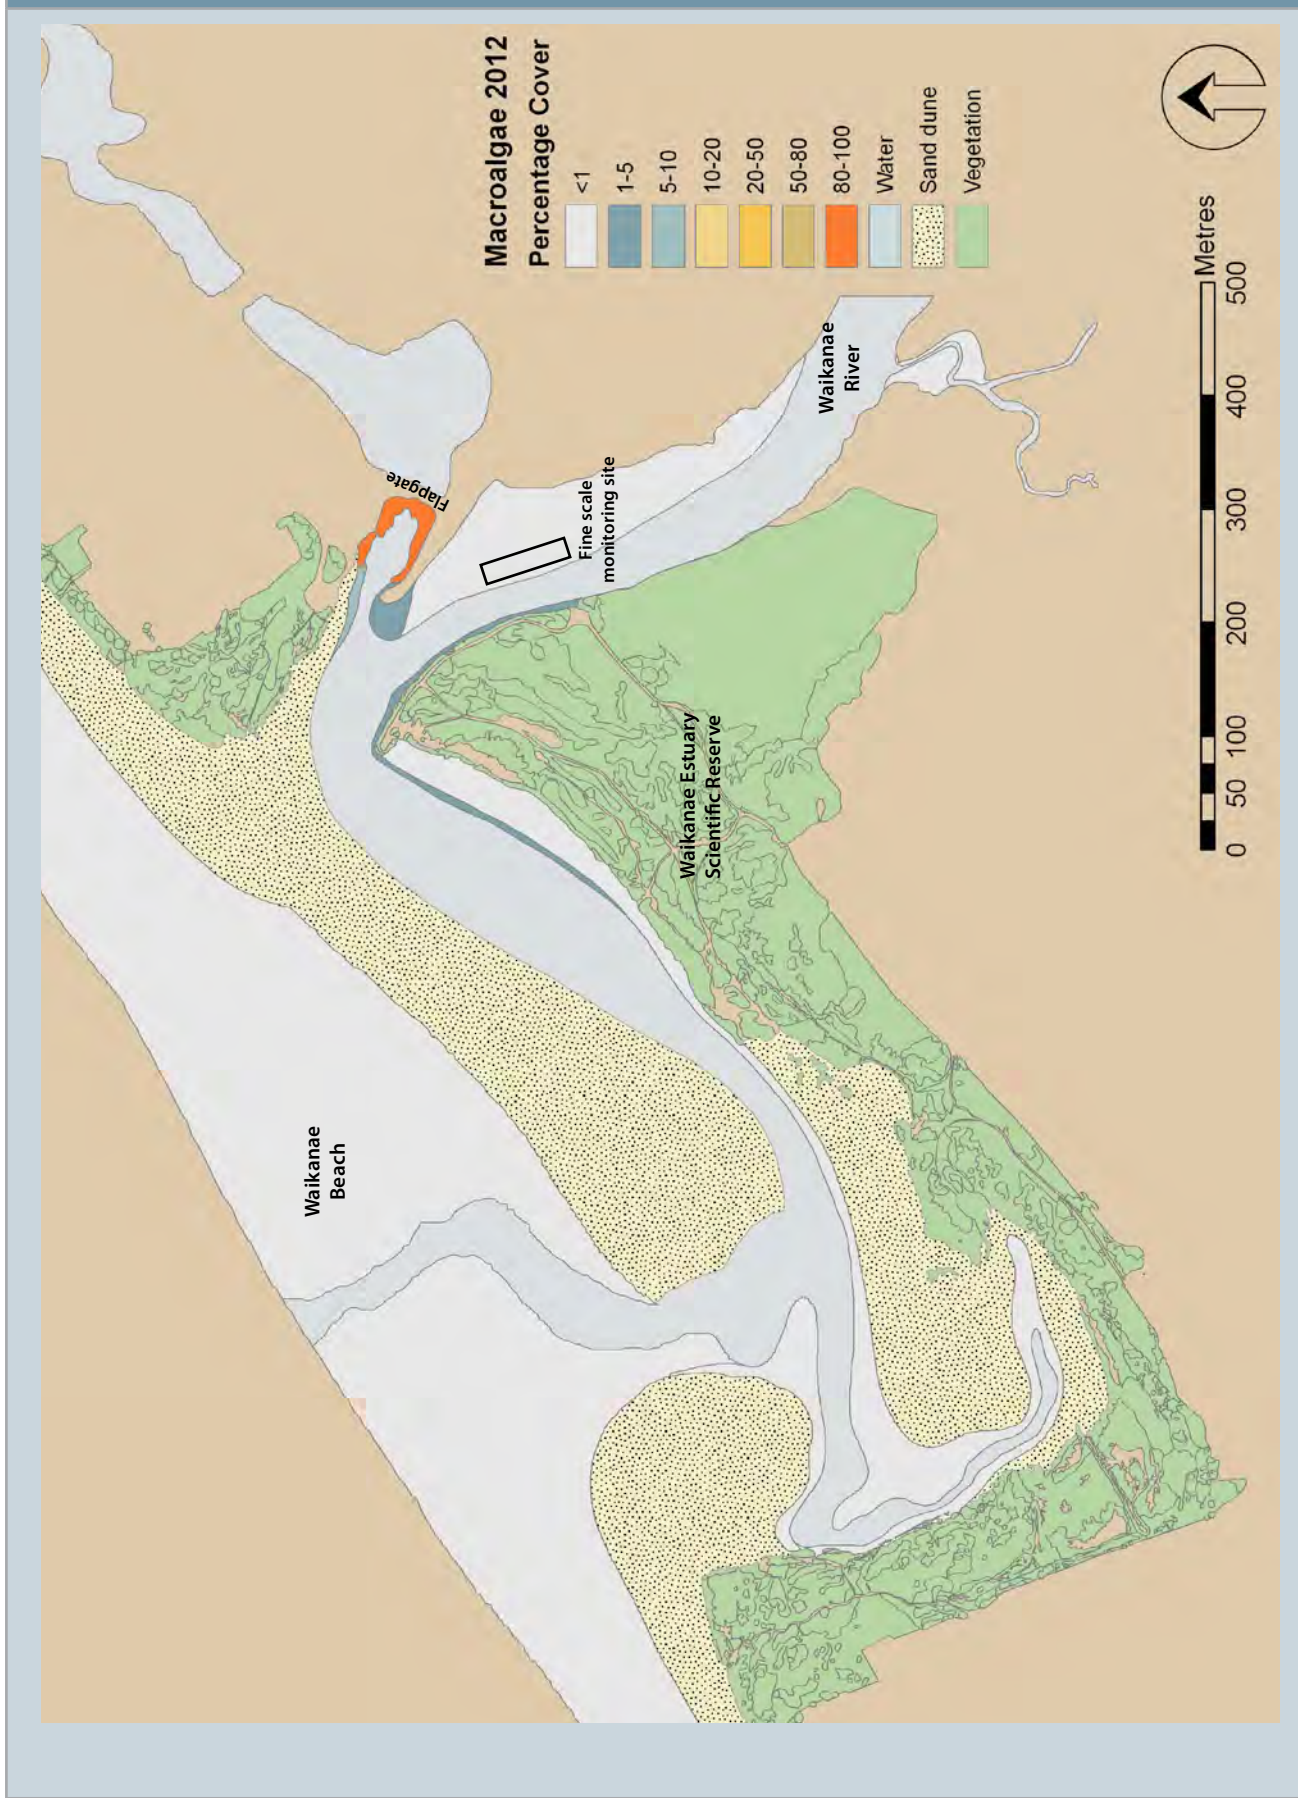 Macroalgae 2012
Percentage Cover
<1
1-5
5-10
10-20
20-50
50-80
80-100
Water
Sand dune
Vegetation
Waikanae
Beach
Flapgate
Fine scale
monitoring site
Waikanae
River
Waikanae Estuary
Scientific Reserve
0 50 100 200 300 400 500
Metres